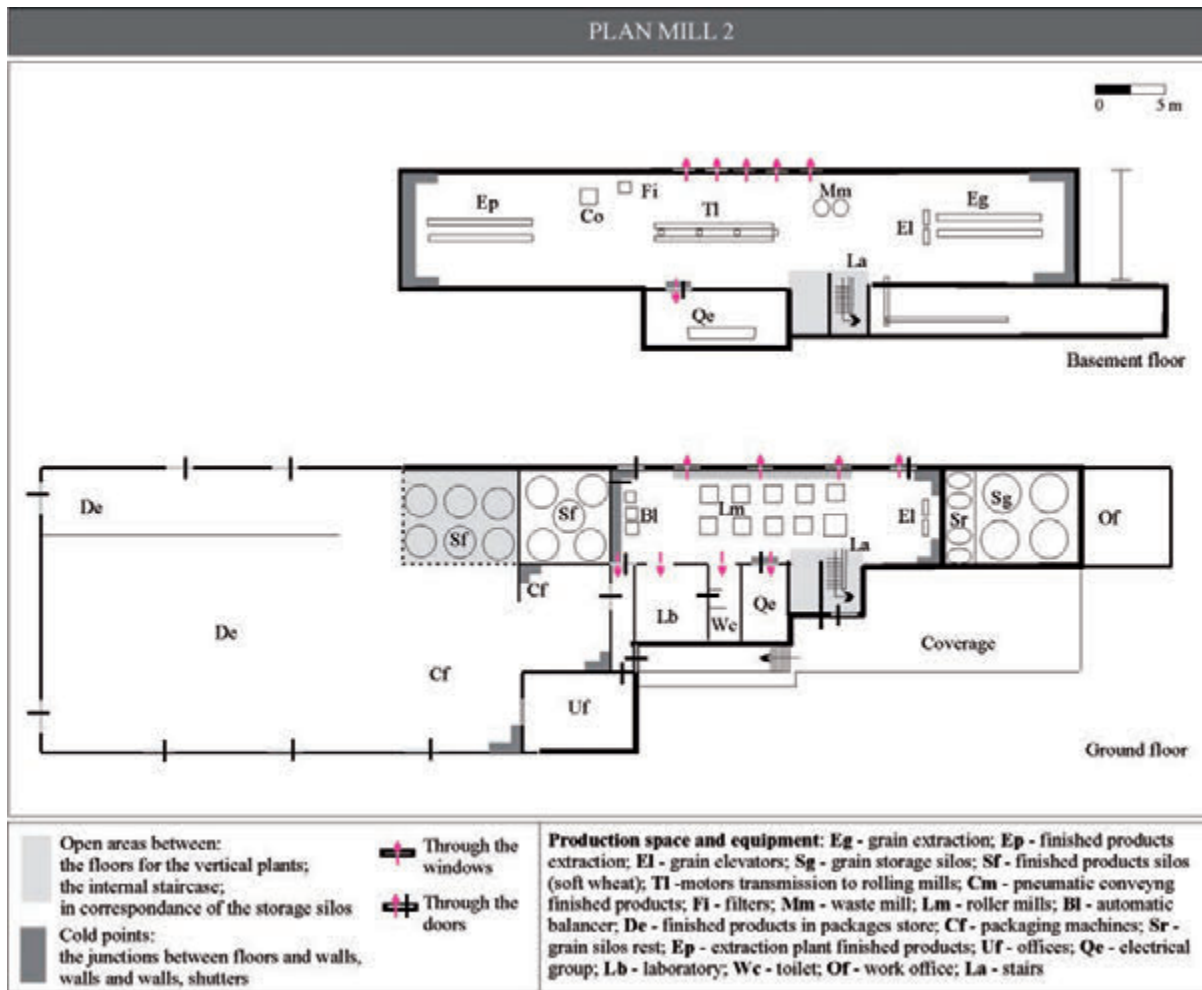 PLAN MILL 2
0 5 m
Ep
Co
Fi
Tl
Mm
El
Eg
La
Qe
Basement floor
De
Sf
Sf
Bl
Lm
El
Sr
Sg
Of
La
Cf
De
Lb
Wc
Qe
Cf
Uf
Coverage
Ground floor
Open areas between:
the floors for the vertical plants;
the internal staircase;
in correspondance of the storage silos
Cold points:
the junctions between floors and walls,
walls and walls, shutters
Through the
windows
Through the
doors
Production space and equipment: Eg - grain extraction; Ep - finished products
extraction; El - grain elevators; Sg - grain storage silos; Sf - finished products silos
(soft wheat); Tl -motors transmission to rolling mills; Cm - pneumatic conveyng
finished products; Fi - filters; Mm - waste mill; Lm - roller mills; Bl - automatic
balancer; De - finished products in packages store; Cf - packaging machines; Sr -
grain silos rest; Ep - extraction plant finished products; Uf - offices; Qe - electrical
group; Lb - laboratory; Wc - toilet; Of - work office; La - stairs